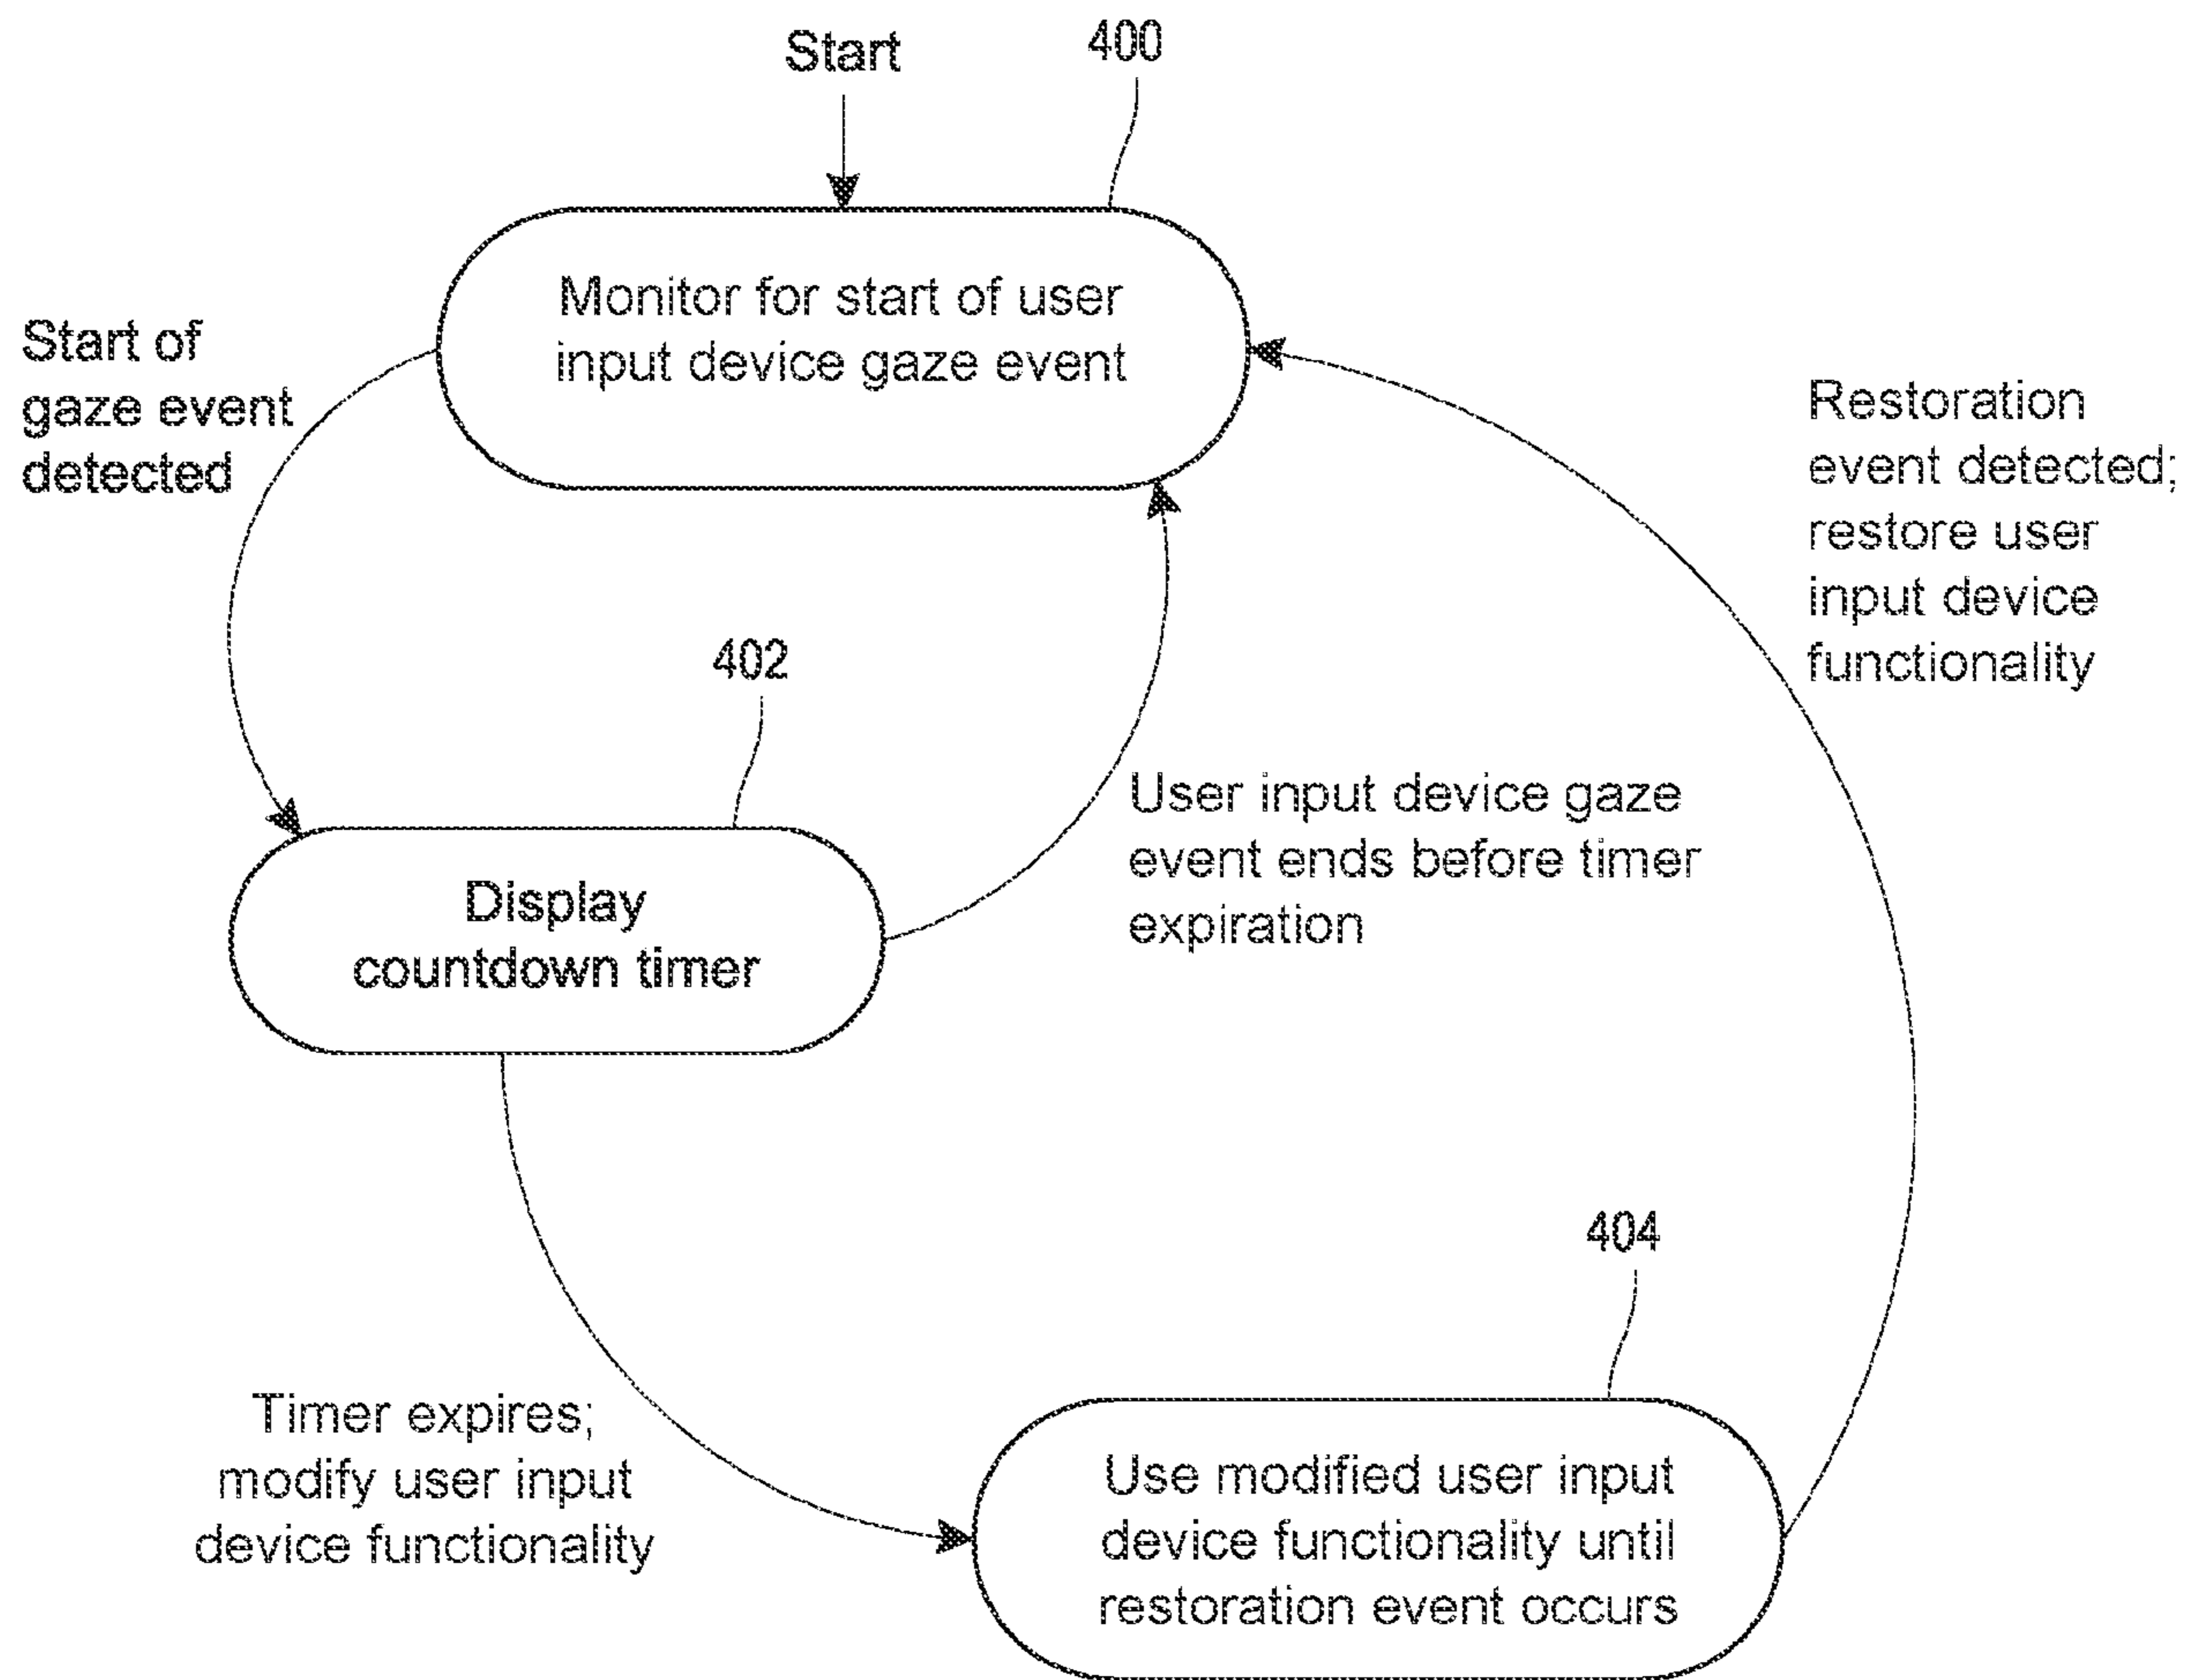 Start
400
Monitor for start of user
input device gaze event
Start of
gaze event
detected
Restoration
event detected;
restore user
input device
functionality
402
User input device gaze
event ends before timer
expiration
Display
countdown timer
404
Timer expires;
modify user input
device functionality
Use modified user input
device functionality until
restoration event occurs